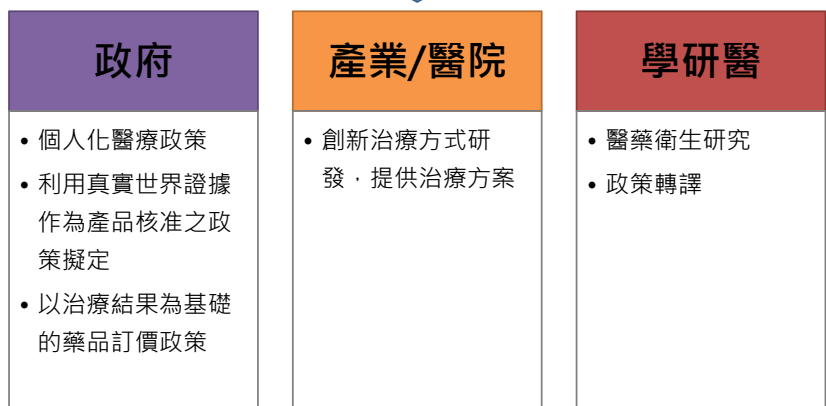 政府
• 個人化醫療政策
• 利用真實世界證據
作為產品核准之政
策擬定
• 以治療結果為基礎
的藥品訂價政策
產業/醫院
• 創新治療方式研
發，提供治療方案
學研醫
• 醫藥衛生研究
• 政策轉譯